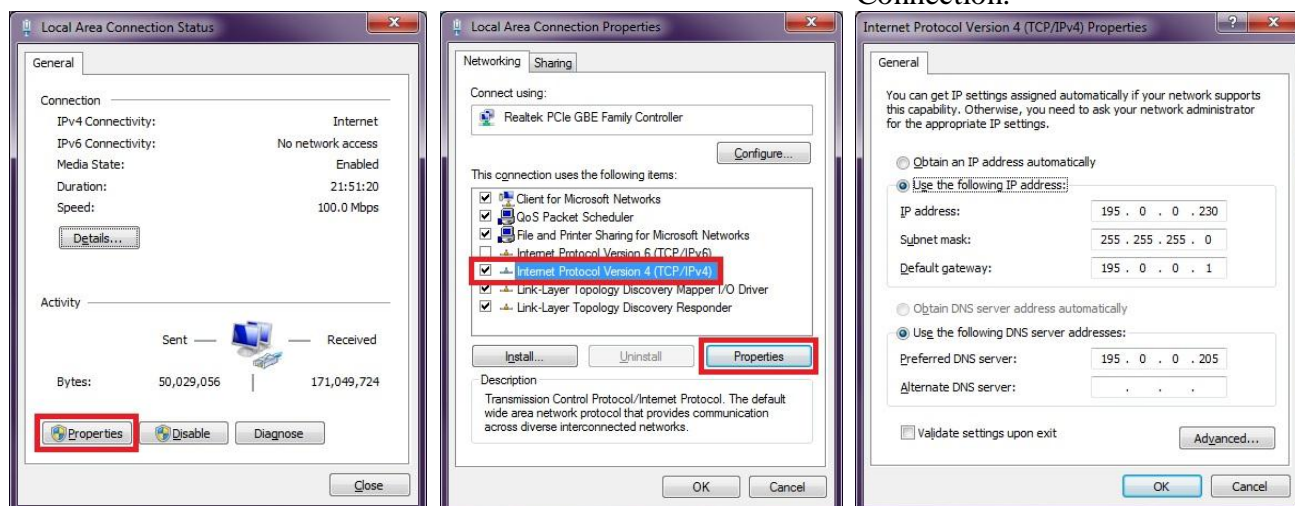 Connection.
Local Area Connection Status
General
Connection
IPv4 Connectivity: Internet
IPv6 Connectivity: No network access
Media State: Enabled
Duration: 21:51:20
Speed: 100.0 Mbps
Details...
Activity
Sent Received
Bytes: 50,029,056 171,049,724
Properties Disable Diagnose
Close
Local Area Connection Properties
Networking Sharing
Connect using:
Realtek PCIe GBE Family Controller
Configure...
This connection uses the following items:
Client for Microsoft Networks
QoS Packet Scheduler
File and Printer Sharing for Microsoft Networks
Internet Protocol Version 6 (TCP/IPv6)
Internet Protocol Version 4 (TCP/IPv4)
Link-Layer Topology Discovery Mapper I/O Driver
Link-Layer Topology Discovery Responder
Install... Uninstall Properties
Description
Transmission Control Protocol/Internet Protocol. The default
wide area network protocol that provides communication
across diverse interconnected networks.
OK Cancel
Internet Protocol Version 4 (TCP/IPv4) Properties
General
You can get IP settings assigned automatically if your network supports
this capability. Otherwise, you need to ask your network administrator
for the appropriate IP settings.
Obtain an IP address automatically
Use the following IP address:
IP address: 195 . 0 . 0 . 230
Subnet mask: 255 . 255 . 255 . 0
Default gateway: 195 . 0 . 0 . 1
Obtain DNS server address automatically
Use the following DNS server addresses:
Preferred DNS server: 195 . 0 . 0 . 205
Alternate DNS server: . . .
Validate settings upon exit
Advanced...
OK Cancel